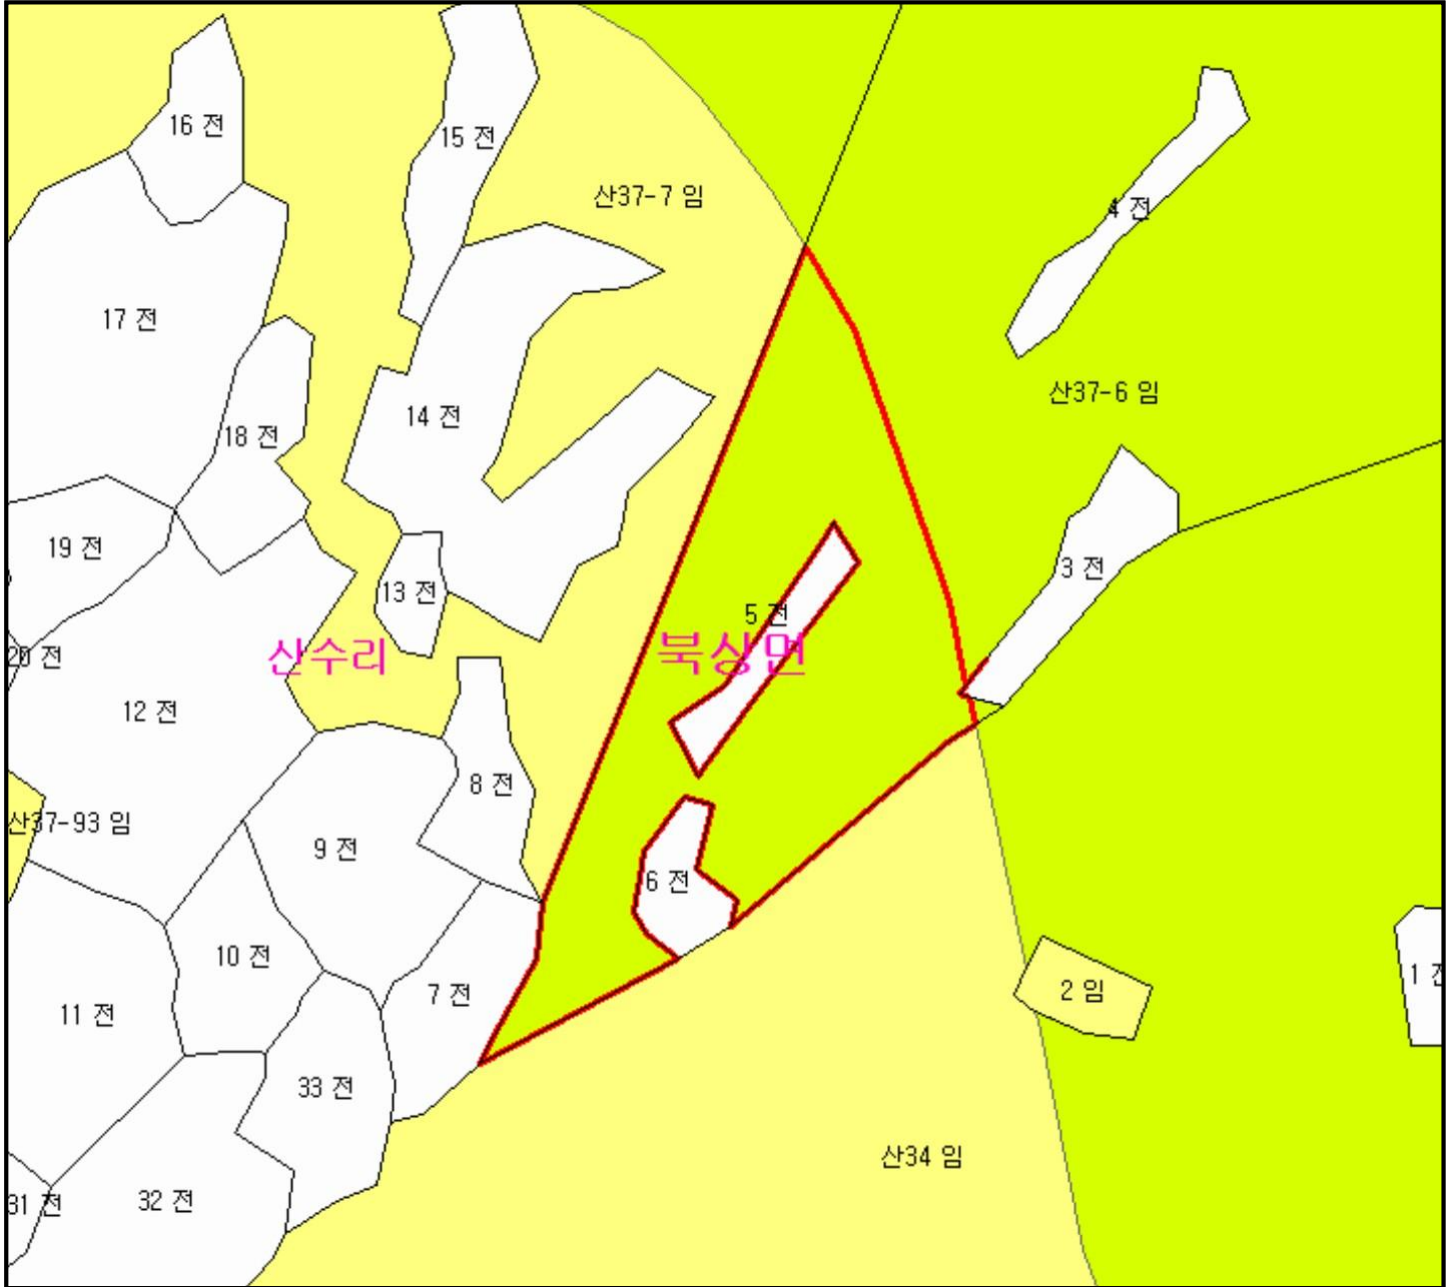 16 전
15 전
산37-7 임
4 전
17 전
산37-6 임
14 전
18 전
19 전
3 전
13 전
5 전
20 전
산수리
북상면
12 전
8 전
산37-93 임
9 전
6 전
10 전
7 전
2 임
1 전
11 전
33 전
산34 임
31 전
32 전